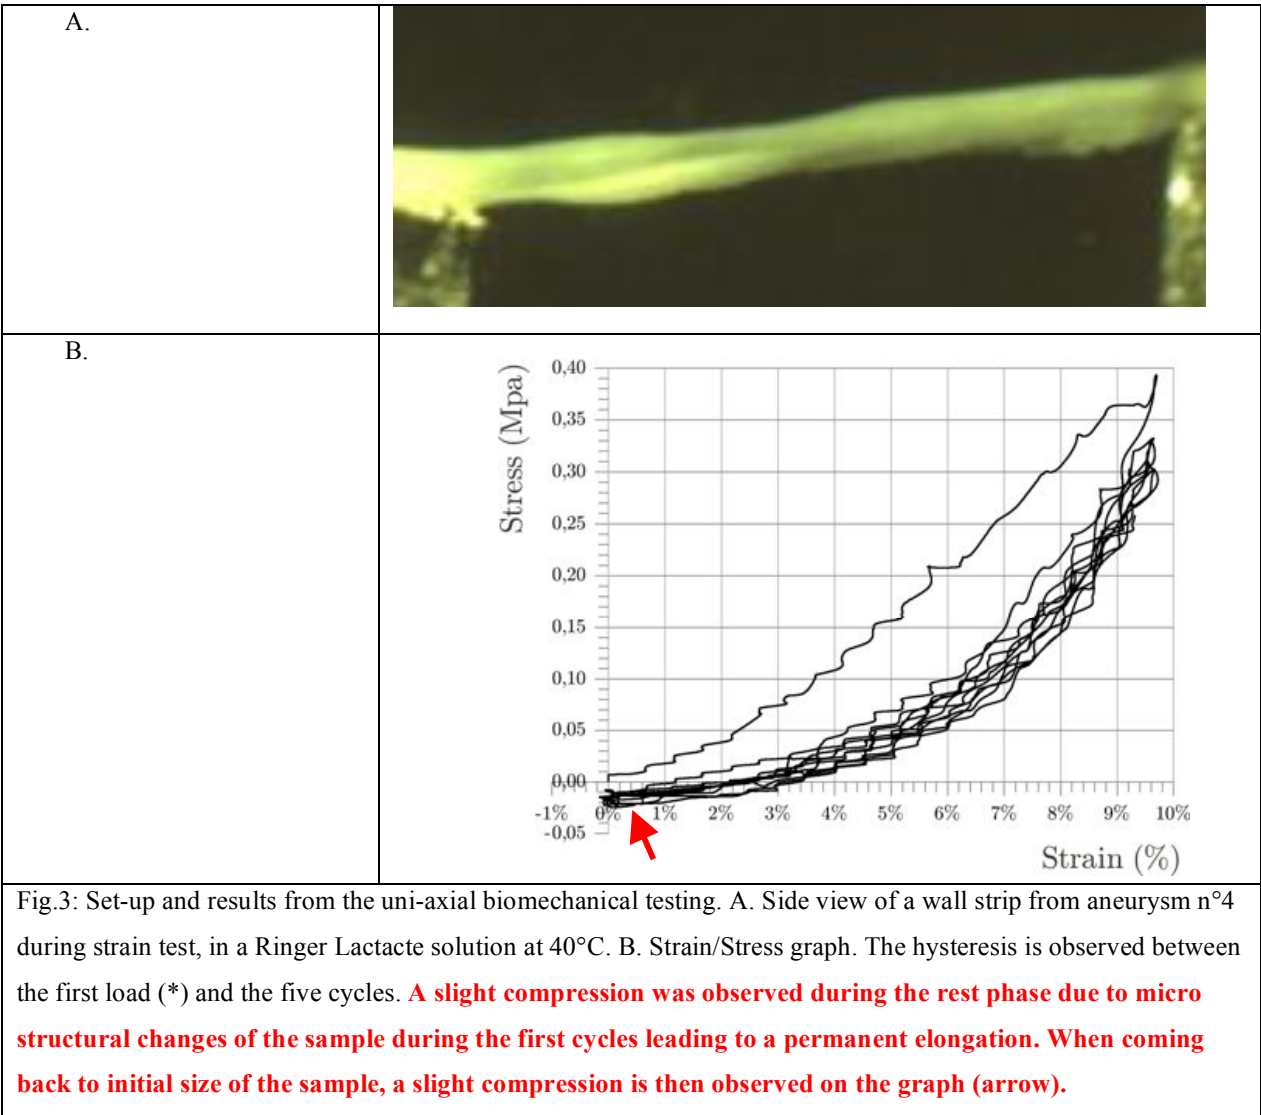 A.
B.
Stress (Mpa)
0,40
0,35
0,30
0,25
0,20
0,15
0,10
0,05
0,00
-0,05
-1% 0% 1% 2% 3% 4% 5% 6% 7% 8% 9% 10%
Strain (%)
Fig.3: Set-up and results from the uni-axial biomechanical testing. A. Side view of a wall strip from aneurysm n°4
during strain test, in a Ringer Lactacte solution at 40°C. B. Strain/Stress graph. The hysteresis is observed between
the first load (*) and the five cycles. A slight compression was observed during the rest phase due to micro
structural changes of the sample during the first cycles leading to a permanent elongation. When coming
back to initial size of the sample, a slight compression is then observed on the graph (arrow).